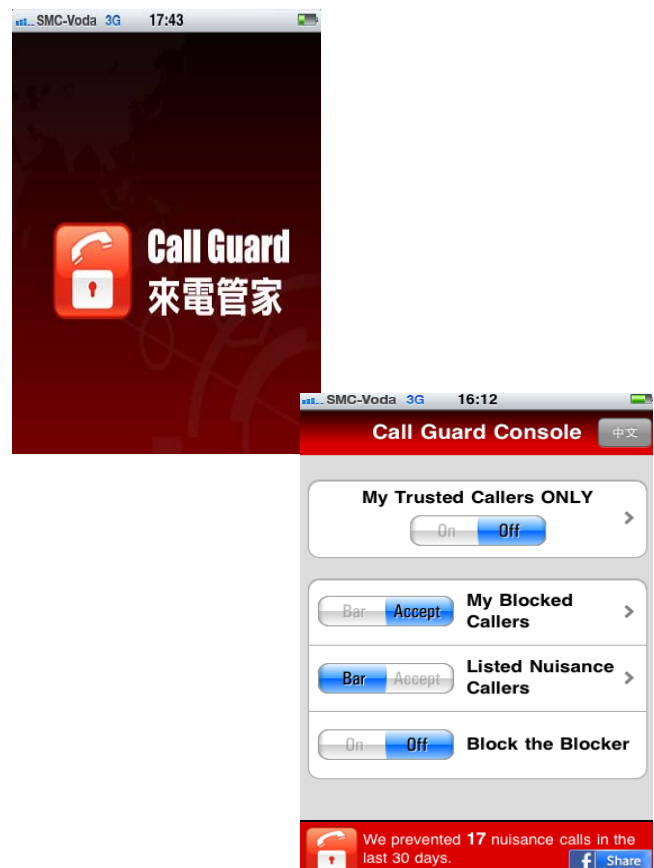 SMC-Voda 3G 17:43
Call Guard
來電管家
SMC-Voda 3G 16:12
Call Guard Console 中文
My Trusted Callers ONLY
On Off
Bar Accept My Blocked
Callers
Bar Accept Listed Nuisance
Callers
On Off Block the Blocker
We prevented 17 nuisance calls in the
last 30 days.
f Share